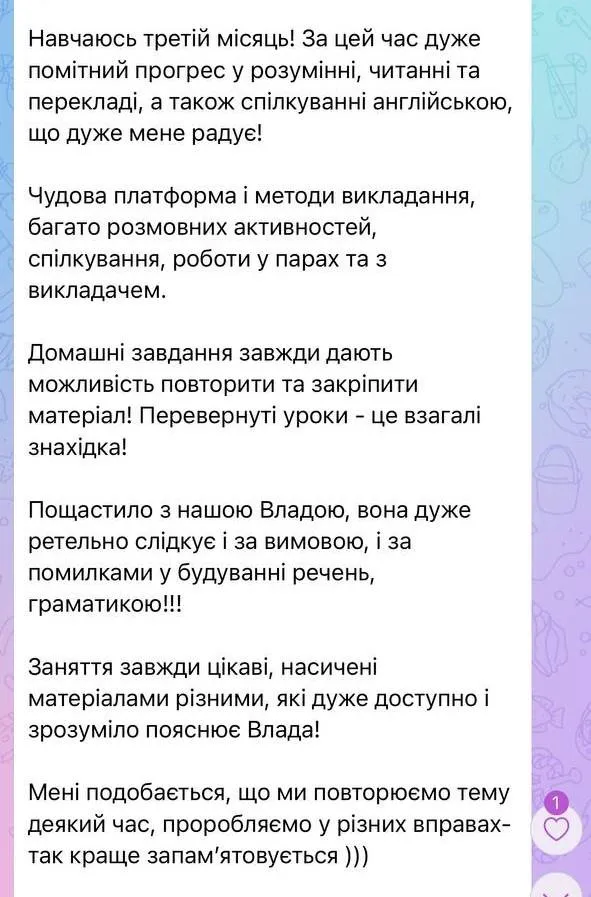 Навчаюсь третій місяць! За цей час дуже
помітний прогрес у розумінні, читанні та
перекладі, а також спілкуванні англійською,
що дуже мене радує!
Чудова платформа і методи викладання,
багато розмовних активностей,
спілкування, роботи у парах та з
викладачем.
Домашні завдання завжди дають
можливість повторити та закріпити
матеріал! Перевернуті уроки - це взагалі
знахідка!
Пощастило з нашою Владою, вона дуже
ретельно слідкує і за вимовою, і за
помилками у будуванні речень,
граматикою!!!
Заняття завжди цікаві, насичені
матеріалами різними, які дуже доступно і
зрозуміло пояснює Влада!
Мені подобається, що ми повторюємо тему
деякий час, проробляємо у різних вправах-
так краще запам’ятовується )))
1